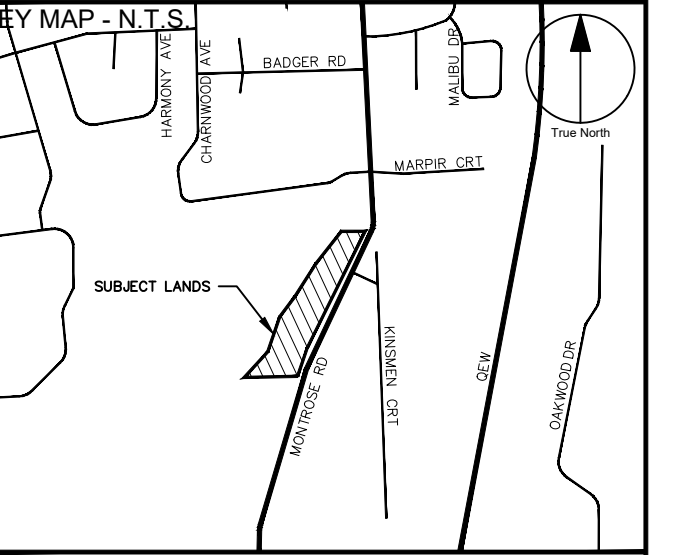 EY MAP - N.T.S.
HARMONY AVE
CHARNWOOD AVE
BADGER RD
MALIBU DR
True North
MARPIR CRT
SUBJECT LANDS
KINSMEN CRT
MONTROSE RD
QEW
OAKWOOD DR